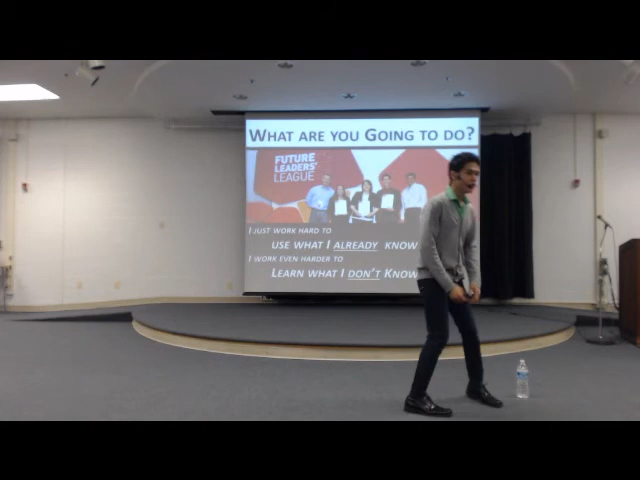 WHAT ARE YOU GOING TO DO?
FUTURE
LEADERS'
LEAGUE
I JUST WORK HARD TO
USE WHAT I ALREADY KNOW
I WORK EVEN HARDER TO
LEARN WHAT I DON'T KNOW